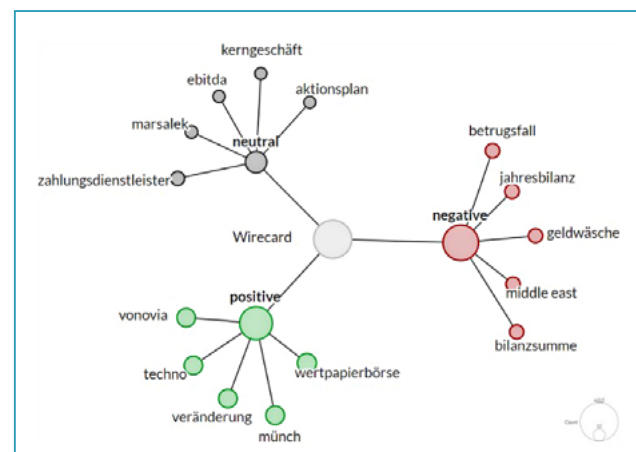 kerngeschäft
ebitda
aktionsplan
marsalek
neutral
zahlungsdienstleister
betrugsfall
jahresbilanz
negative
geldwäsche
Wirecard
middle east
positive
bilanzsumme
vonovia
techno
wertpapierbörse
veränderung
münch
Count